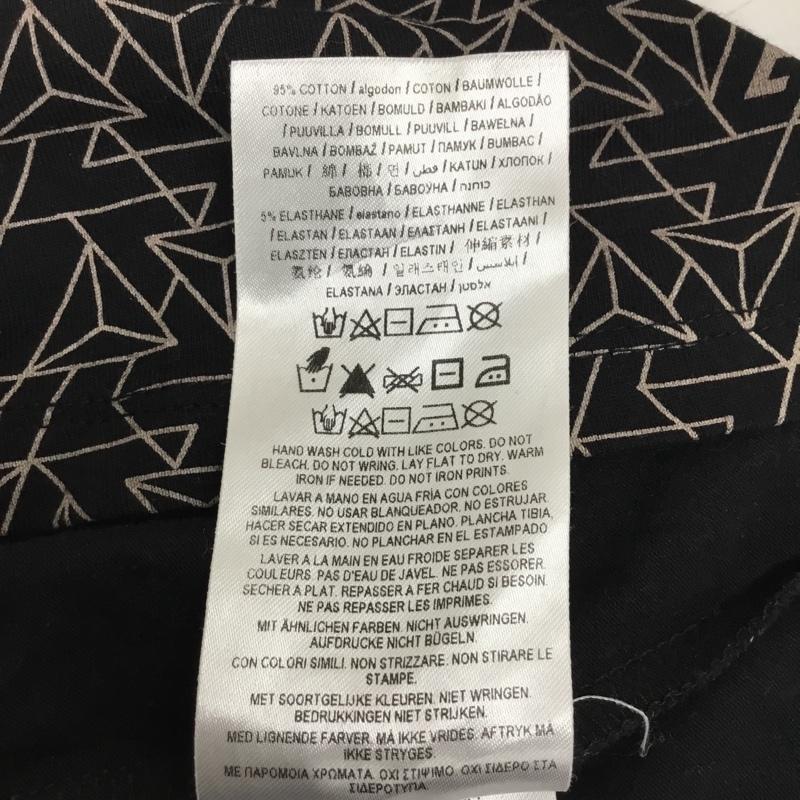 95% COTTON / algodon / COTON / BAUMWOLLE /
COTONE / KATOEN / BOMULD / ΒΑΜΒΑΚΙ / ALGODÃO
/ PUUVILLA / BOMULL / PUUVILL / BAWEŁNA /
BAVLNA / BOMBAŽ / PAMUT / ПАМУК / BUMBAC /
PAMUK / 綿 / 棉 / 면 / قطن / KATUN / ХЛОПОК /
БАВОВНА / БАВОУНА / כותנה
5% ELASTHANE / elastano / ELASTHANNE / ELASTHAN
/ ELASTAN / ELASTAAN / ΕΛΑΣΤΑΝΗ / ELASTAANI /
ELASZTEN / ЕЛАСТАН / ELASTIN / 伸縮素材 /
氨纶 / 氨綸 / 일래스테인 / إيلاستين /
ELASTANA / ЭЛАСТАН / אלסטן
HAND WASH COLD WITH LIKE COLORS. DO NOT
BLEACH. DO NOT WRING. LAY FLAT TO DRY. WARM
IRON IF NEEDED. DO NOT IRON PRINTS.
LAVAR A MANO EN AGUA FRÍA CON COLORES
SIMILARES. NO USAR BLANQUEADOR. NO ESTRUJAR.
HACER SECAR EXTENDIDO EN PLANO. PLANCHA TIBIA,
SI ES NECESARIO. NO PLANCHAR EN EL ESTAMPADO
LAVER A LA MAIN EN EAU FROIDE SEPARER LES
COULEURS. PAS D'EAU DE JAVEL. NE PAS ESSORER.
SECHER A PLAT. REPASSER A FER CHAUD SI BESOIN.
NE PAS REPASSER LES IMPRIMES.
MIT ÄHNLICHEN FARBEN. NICHT AUSWRINGEN.
AUFDRUCKE NICHT BÜGELN.
CON COLORI SIMILI. NON STRIZZARE. NON STIRARE LE
STAMPE.
MET SOORTGELIJKE KLEUREN. NIET WRINGEN.
BEDRUKKINGEN NIET STRIJKEN.
MED LIGNENDE FARVER. MÅ IKKE VRIDES. AFTRYK MÅ
IKKE STRYGES.
ΜΕ ΠΑΡΟΜΟΙΑ ΧΡΩΜΑΤΑ. ΟΧΙ ΣΤΙΨΙΜΟ. ΟΧΙ ΣΙΔΕΡΟ ΣΤΑ
ΣΙΔΕΡΟΤΥΠΑ.